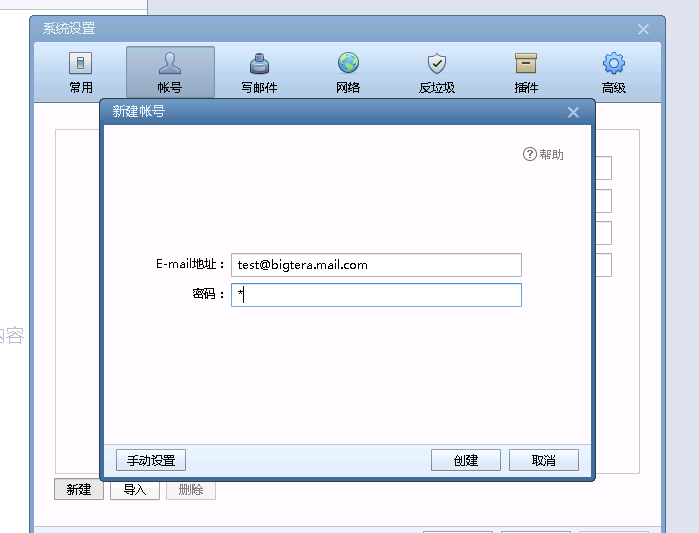 系统设置
常用 帐号 写邮件 网络 反垃圾 插件 高级
新建帐号
帮助
E-mail地址： test@bigtera.mail.com
密码： *
内容
手动设置 创建 取消
新建 导入 删除